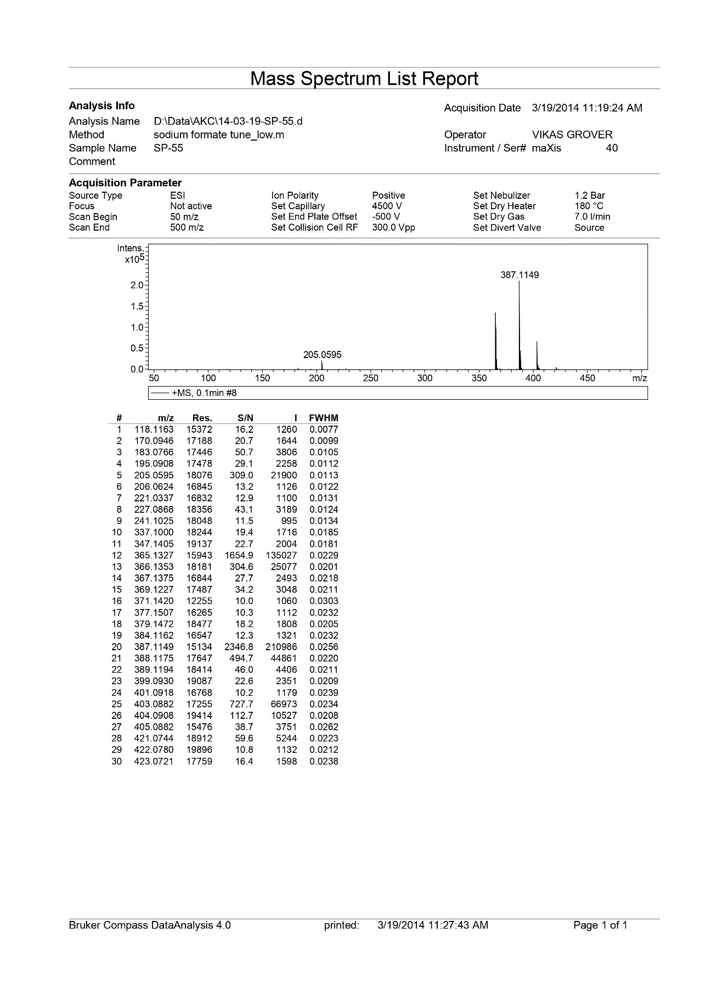 Mass Spectrum List Report
Analysis Info
Acquisition Date 3/19/2014 11:19:24 AM
Analysis Name D:\Data\AKC\14-03-19-SP-55.d
Method sodium formate tune_low.m Operator VIKAS GROVER
Sample Name SP-55 Instrument / Ser# maXis 40
Comment
Acquisition Parameter
Source Type ESI Ion Polarity Positive Set Nebulizer 1.2 Bar
Focus Not active Set Capillary 4500 V Set Dry Heater 180 °C
Scan Begin 50 m/z Set End Plate Offset -500 V Set Dry Gas 7.0 l/min
Scan End 500 m/z Set Collision Cell RF 300.0 Vpp Set Divert Valve Source
Intens.
x10⁵
387.1149
2.0
1.5
1.0
0.5
205.0595
0.0
50 100 150 200 250 300 350 400 450 m/z
+MS, 0.1min #8
# m/z Res. S/N I FWHM
1 118.1163 15372 16.2 1260 0.0077
2 170.0946 17188 20.7 1644 0.0099
3 183.0766 17446 50.7 3806 0.0105
4 195.0908 17478 29.1 2258 0.0112
5 205.0595 18076 309.0 21900 0.0113
6 206.0624 16845 13.2 1126 0.0122
7 221.0337 16832 12.9 1100 0.0131
8 227.0868 18356 43.1 3189 0.0124
9 241.1025 18048 11.5 995 0.0134
10 337.1000 18244 19.4 1716 0.0185
11 347.1405 19137 22.7 2004 0.0181
12 365.1327 15943 1654.9 135027 0.0229
13 366.1353 18181 304.6 25077 0.0201
14 367.1375 16844 27.7 2493 0.0218
15 369.1227 17487 34.2 3048 0.0211
16 371.1420 12255 10.0 1060 0.0303
17 377.1507 16265 10.3 1112 0.0232
18 379.1472 18477 18.2 1808 0.0205
19 384.1162 16547 12.3 1321 0.0232
20 387.1149 15134 2346.8 210986 0.0256
21 388.1175 17647 494.7 44861 0.0220
22 389.1194 18414 46.0 4406 0.0211
23 399.0930 19087 22.6 2351 0.0209
24 401.0918 16768 10.2 1179 0.0239
25 403.0882 17255 727.7 66973 0.0234
26 404.0908 19414 112.7 10527 0.0208
27 405.0882 15476 38.7 3751 0.0262
28 421.0744 18912 59.6 5244 0.0223
29 422.0780 19896 10.8 1132 0.0212
30 423.0721 17759 16.4 1598 0.0238
Bruker Compass DataAnalysis 4.0 printed: 3/19/2014 11:27:43 AM Page 1 of 1